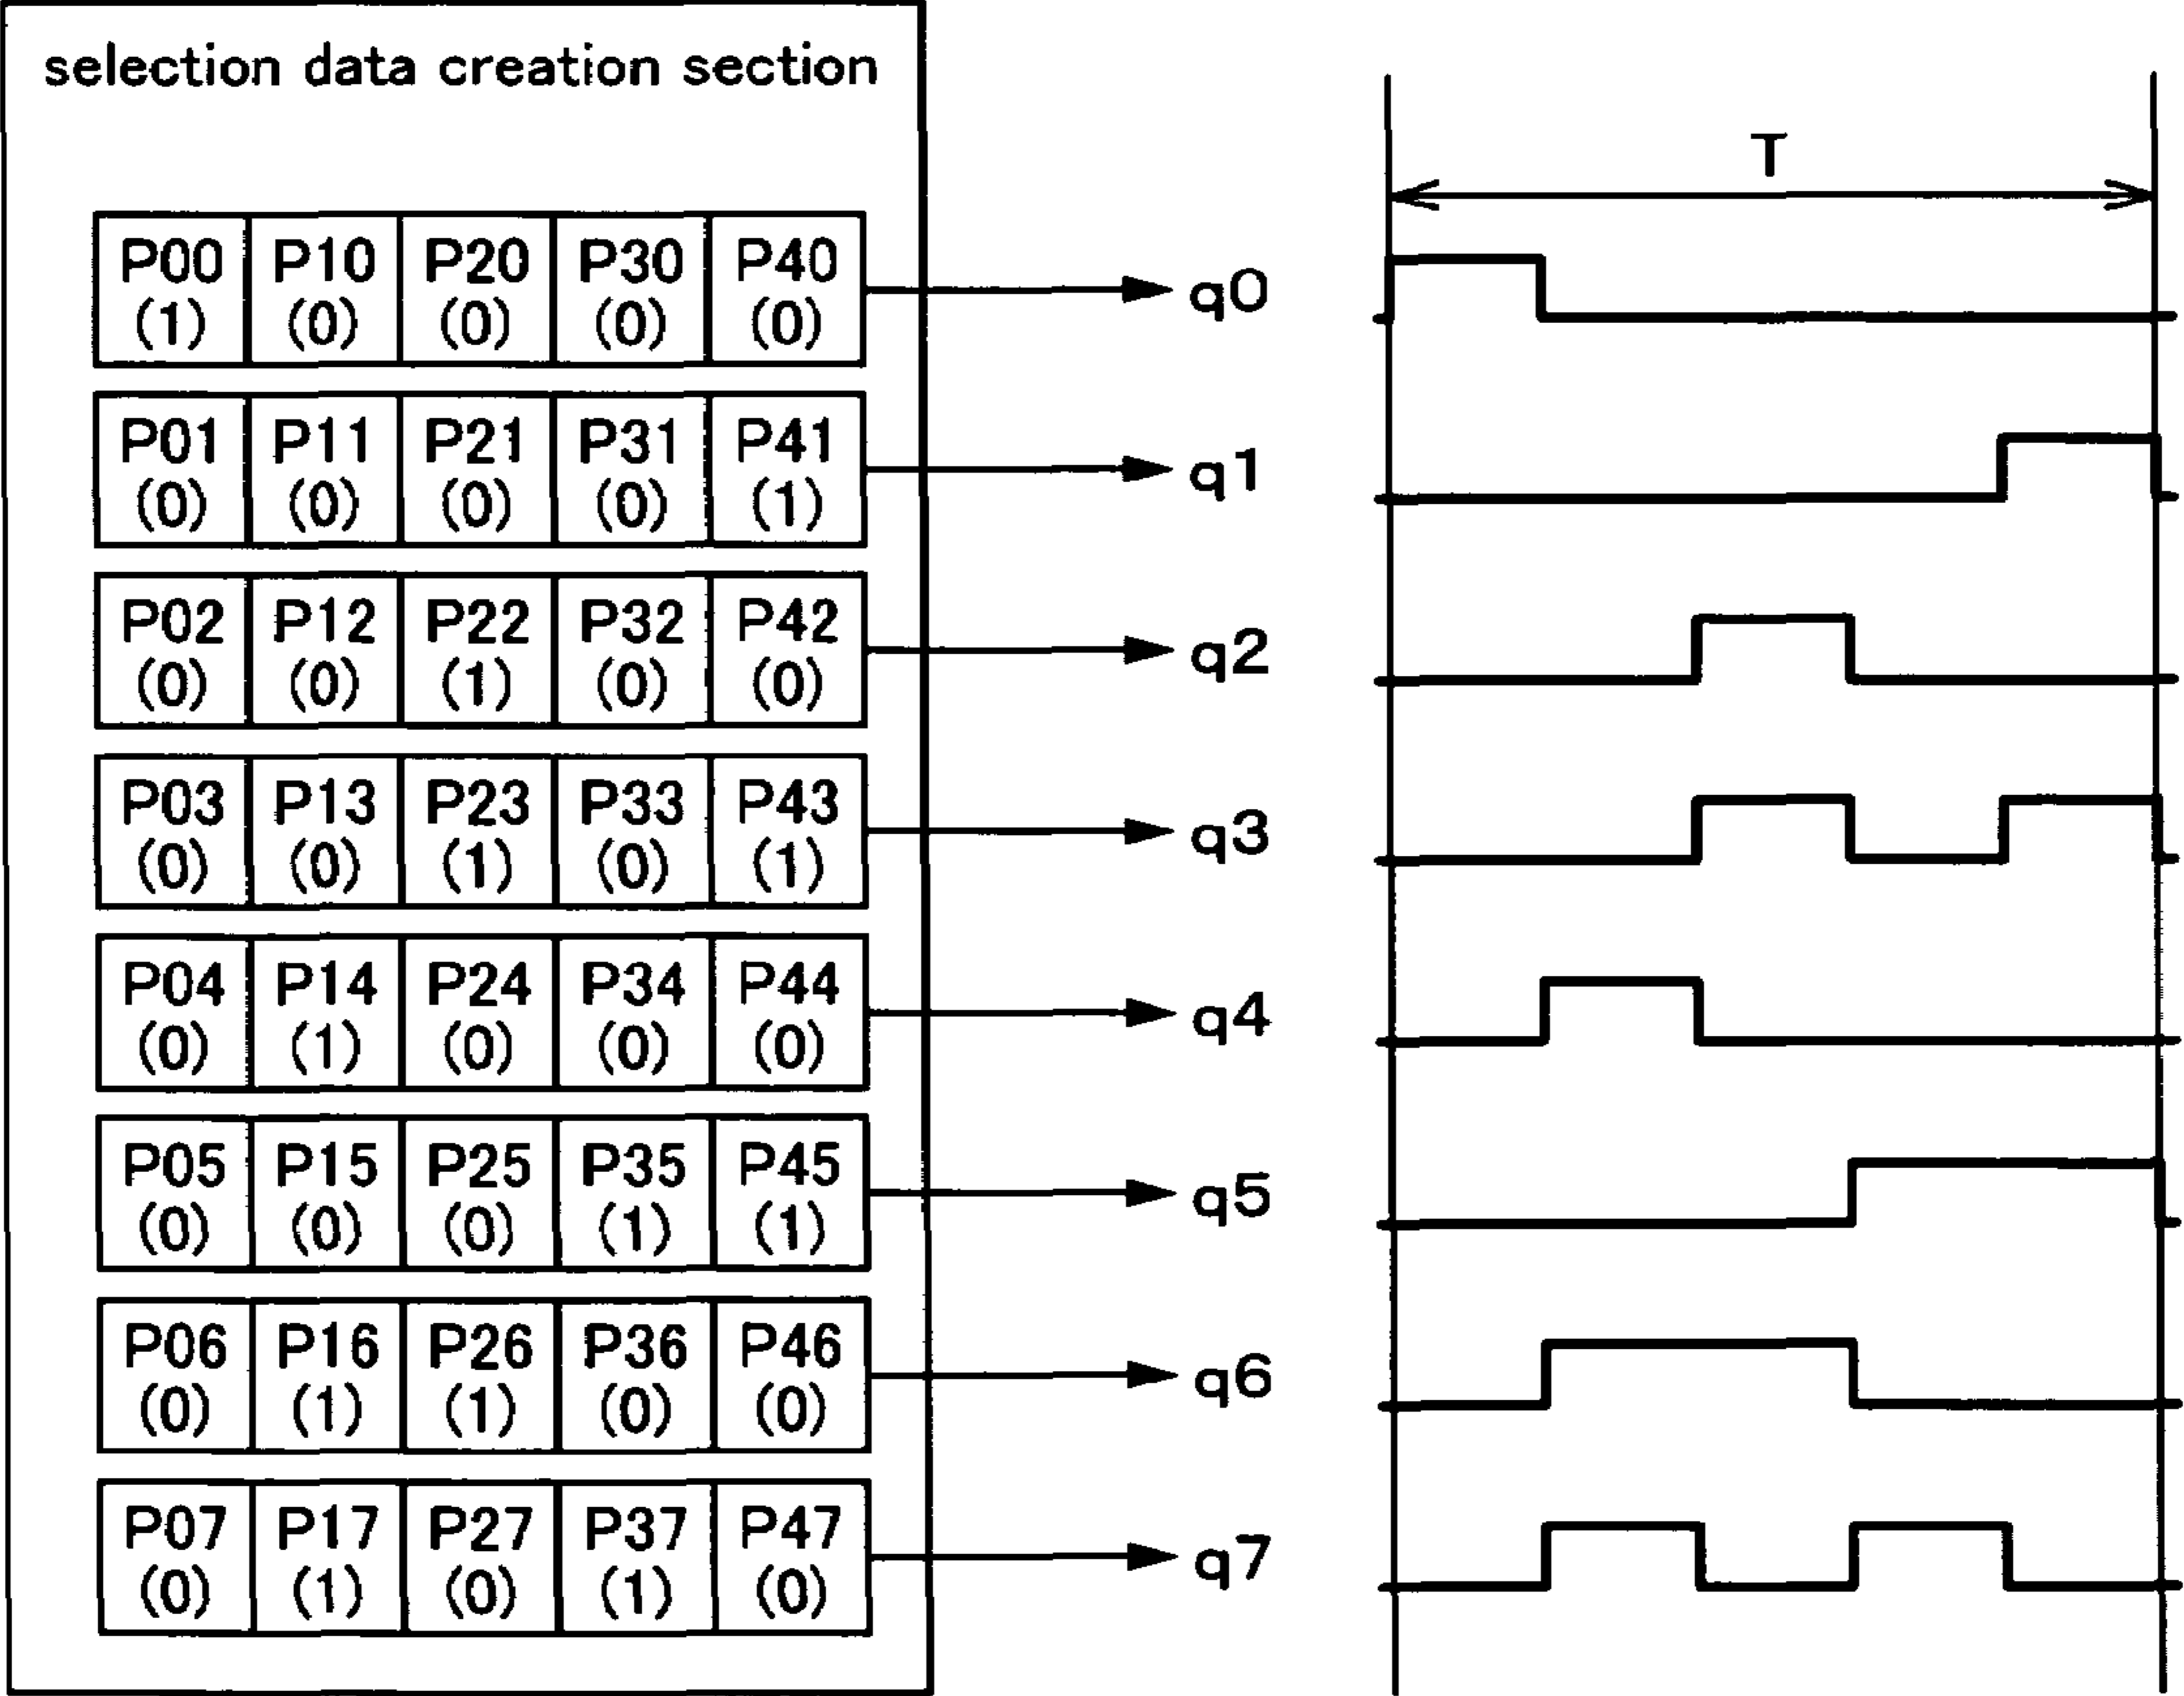 selection data creation section
T
P00 P10 P20 P30 P40
(1) (0) (0) (0) (0)
q0
P01 P11 P21 P31 P41
(0) (0) (0) (0) (1)
q1
P02 P12 P22 P32 P42
(0) (0) (1) (0) (0)
q2
P03 P13 P23 P33 P43
(0) (0) (1) (0) (1)
q3
P04 P14 P24 P34 P44
(0) (1) (0) (0) (0)
q4
P05 P15 P25 P35 P45
(0) (0) (0) (1) (1)
q5
P06 P16 P26 P36 P46
(0) (1) (1) (0) (0)
q6
P07 P17 P27 P37 P47
(0) (1) (0) (1) (0)
q7